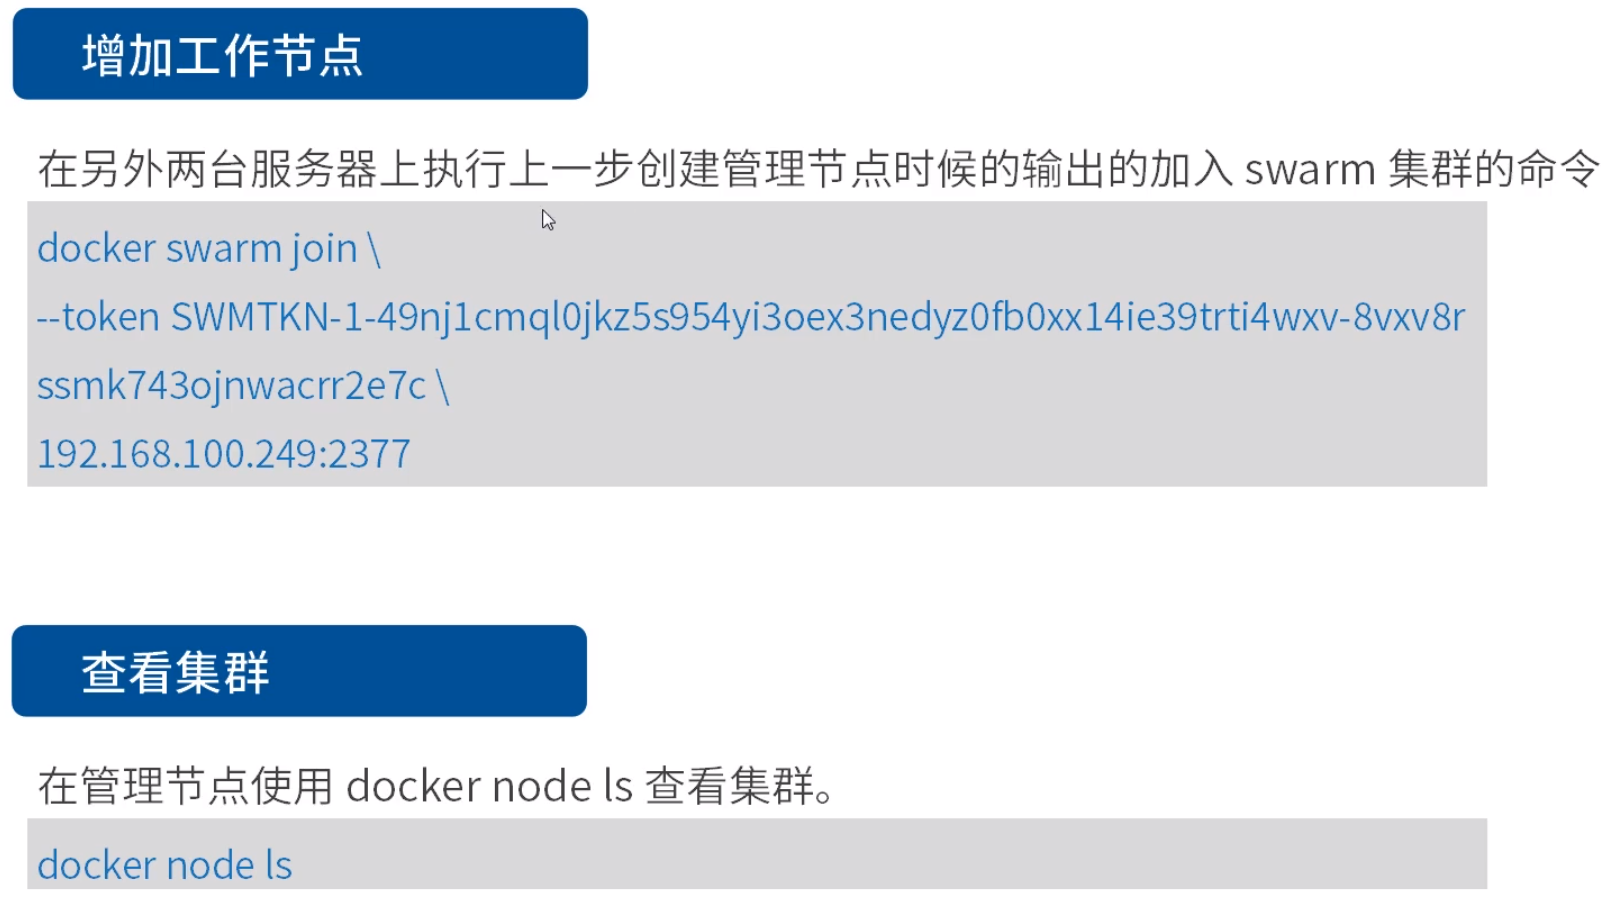 增加工作节点
在另外两台服务器上执行上一步创建管理节点时候的输出的加入 swarm 集群的命令
docker swarm join \
--token SWMTKN-1-49nj1cmql0jkz5s954yi3oex3nedyz0fb0xx14ie39trti4wxv-8vxv8r
ssmk743ojnwacrr2e7c \
192.168.100.249:2377
查看集群
在管理节点使用 docker node ls 查看集群。
docker node ls